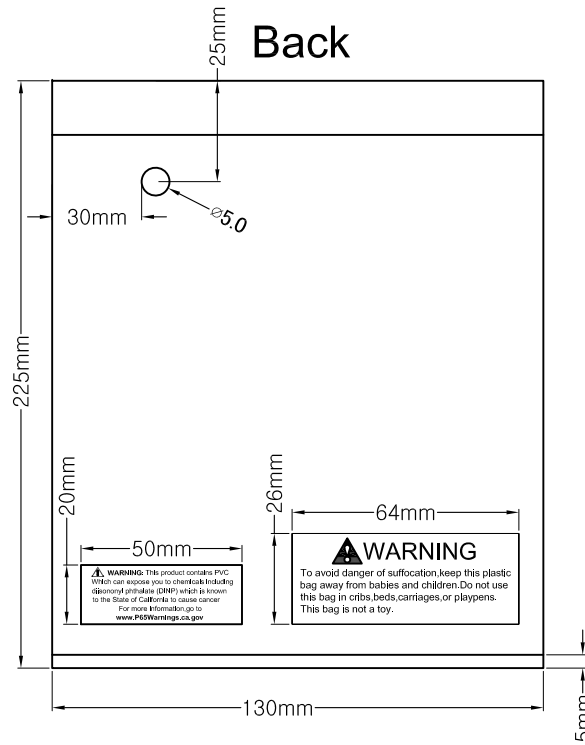 Back
25mm
30mm
⌀5.0
225mm
20mm
50mm
⚠ WARNING: This product contains PVC
Which can expose you to chemicals including
diisononyl phthalate (DINP) which is known
to the State of California to cause cancer
For more Information,go to
www.P65Warnings.ca.gov
26mm
64mm
WARNING
To avoid danger of suffocation,keep this plastic
bag away from babies and children.Do not use
this bag in cribs,beds,carriages,or playpens.
This bag is not a toy.
130mm
5mm